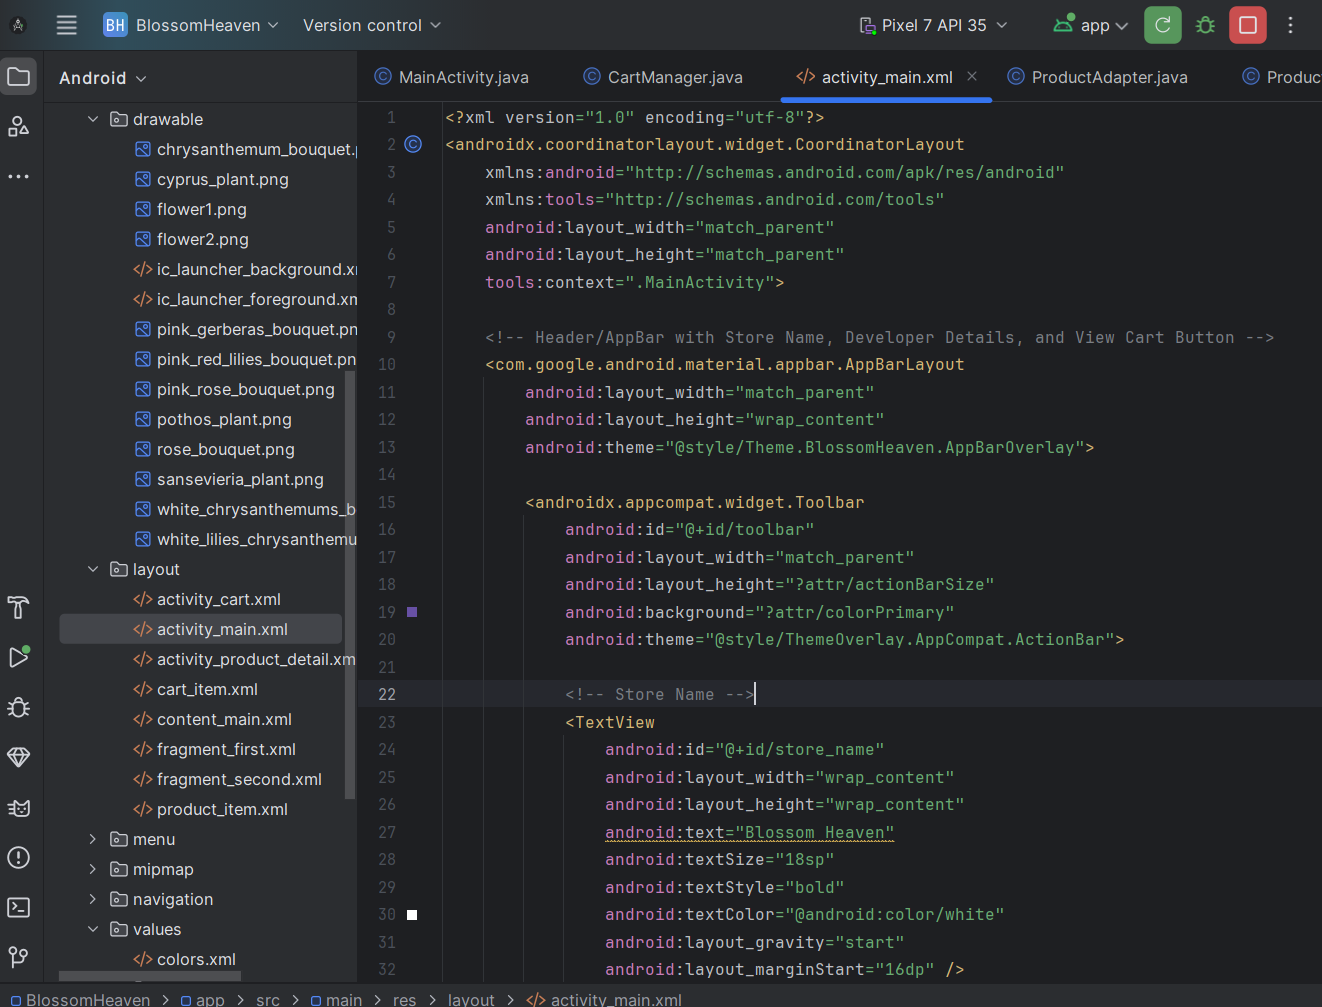 BH BlossomHeaven Version control Pixel 7 API 35 app
Android
MainActivity.java CartManager.java activity_main.xml ProductAdapter.java Produc
drawable
chrysanthemum_bouquet.
cyprus_plant.png
flower1.png
flower2.png
ic_launcher_background.x
ic_launcher_foreground.xm
pink_gerberas_bouquet.pn
pink_red_lilies_bouquet.pn
pink_rose_bouquet.png
pothos_plant.png
rose_bouquet.png
sansevieria_plant.png
white_chrysanthemums_b
white_lilies_chrysanthemu
layout
activity_cart.xml
activity_main.xml
activity_product_detail.xm
cart_item.xml
content_main.xml
fragment_first.xml
fragment_second.xml
product_item.xml
menu
mipmap
navigation
values
colors.xml
1 <?xml version="1.0" encoding="utf-8"?>
2 <androidx.coordinatorlayout.widget.CoordinatorLayout
3 xmlns:android="http://schemas.android.com/apk/res/android"
4 xmlns:tools="http://schemas.android.com/tools"
5 android:layout_width="match_parent"
6 android:layout_height="match_parent"
7 tools:context=".MainActivity">
8
9 <!-- Header/AppBar with Store Name, Developer Details, and View Cart Button -->
10 <com.google.android.material.appbar.AppBarLayout
11 android:layout_width="match_parent"
12 android:layout_height="wrap_content"
13 android:theme="@style/Theme.BlossomHeaven.AppBarOverlay">
14
15 <androidx.appcompat.widget.Toolbar
16 android:id="@+id/toolbar"
17 android:layout_width="match_parent"
18 android:layout_height="?attr/actionBarSize"
19 android:background="?attr/colorPrimary"
20 android:theme="@style/ThemeOverlay.AppCompat.ActionBar">
21
22 <!-- Store Name -->
23 <TextView
24 android:id="@+id/store_name"
25 android:layout_width="wrap_content"
26 android:layout_height="wrap_content"
27 android:text="Blossom Heaven"
28 android:textSize="18sp"
29 android:textStyle="bold"
30 android:textColor="@android:color/white"
31 android:layout_gravity="start"
32 android:layout_marginStart="16dp" />
BlossomHeaven > app > src > main > res > layout > activity_main.xml